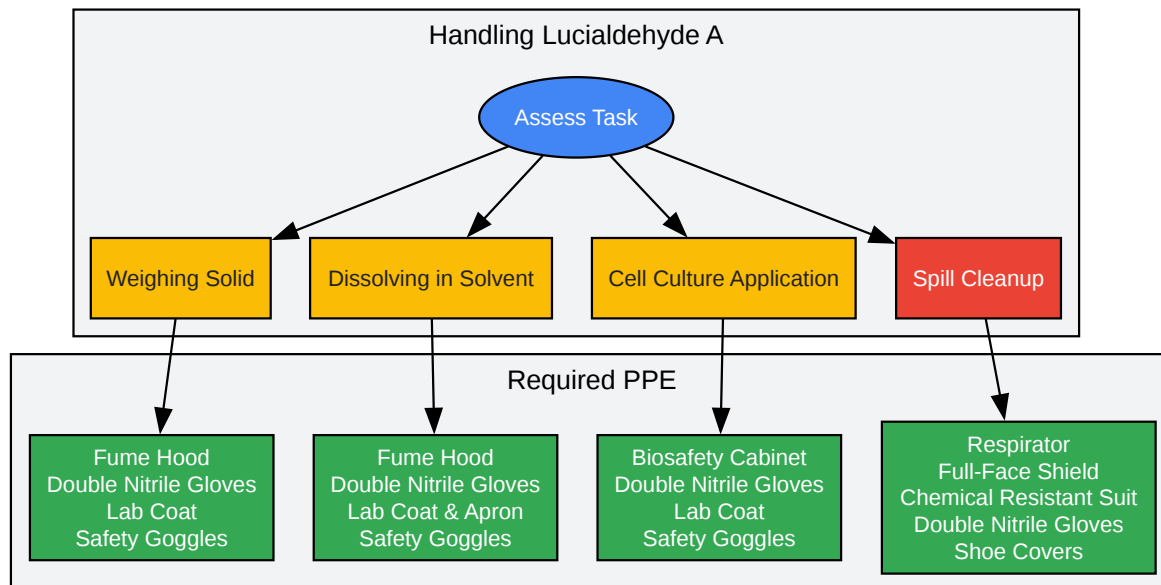 Handling Lucialdehyde A
Assess Task
Weighing Solid
Dissolving in Solvent
Cell Culture Application
Spill Cleanup
Required PPE
Fume Hood
Double Nitrile Gloves
Lab Coat
Safety Goggles
Fume Hood
Double Nitrile Gloves
Lab Coat & Apron
Safety Goggles
Biosafety Cabinet
Double Nitrile Gloves
Lab Coat
Safety Goggles
Respirator
Full-Face Shield
Chemical Resistant Suit
Double Nitrile Gloves
Shoe Covers